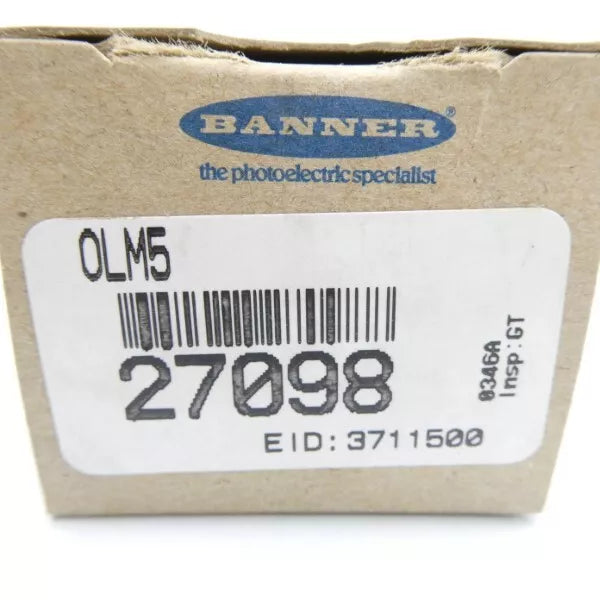 BANNER®
the photoelectric specialist
OLM5
27098
EID: 3711500
0346A
Insp: GT